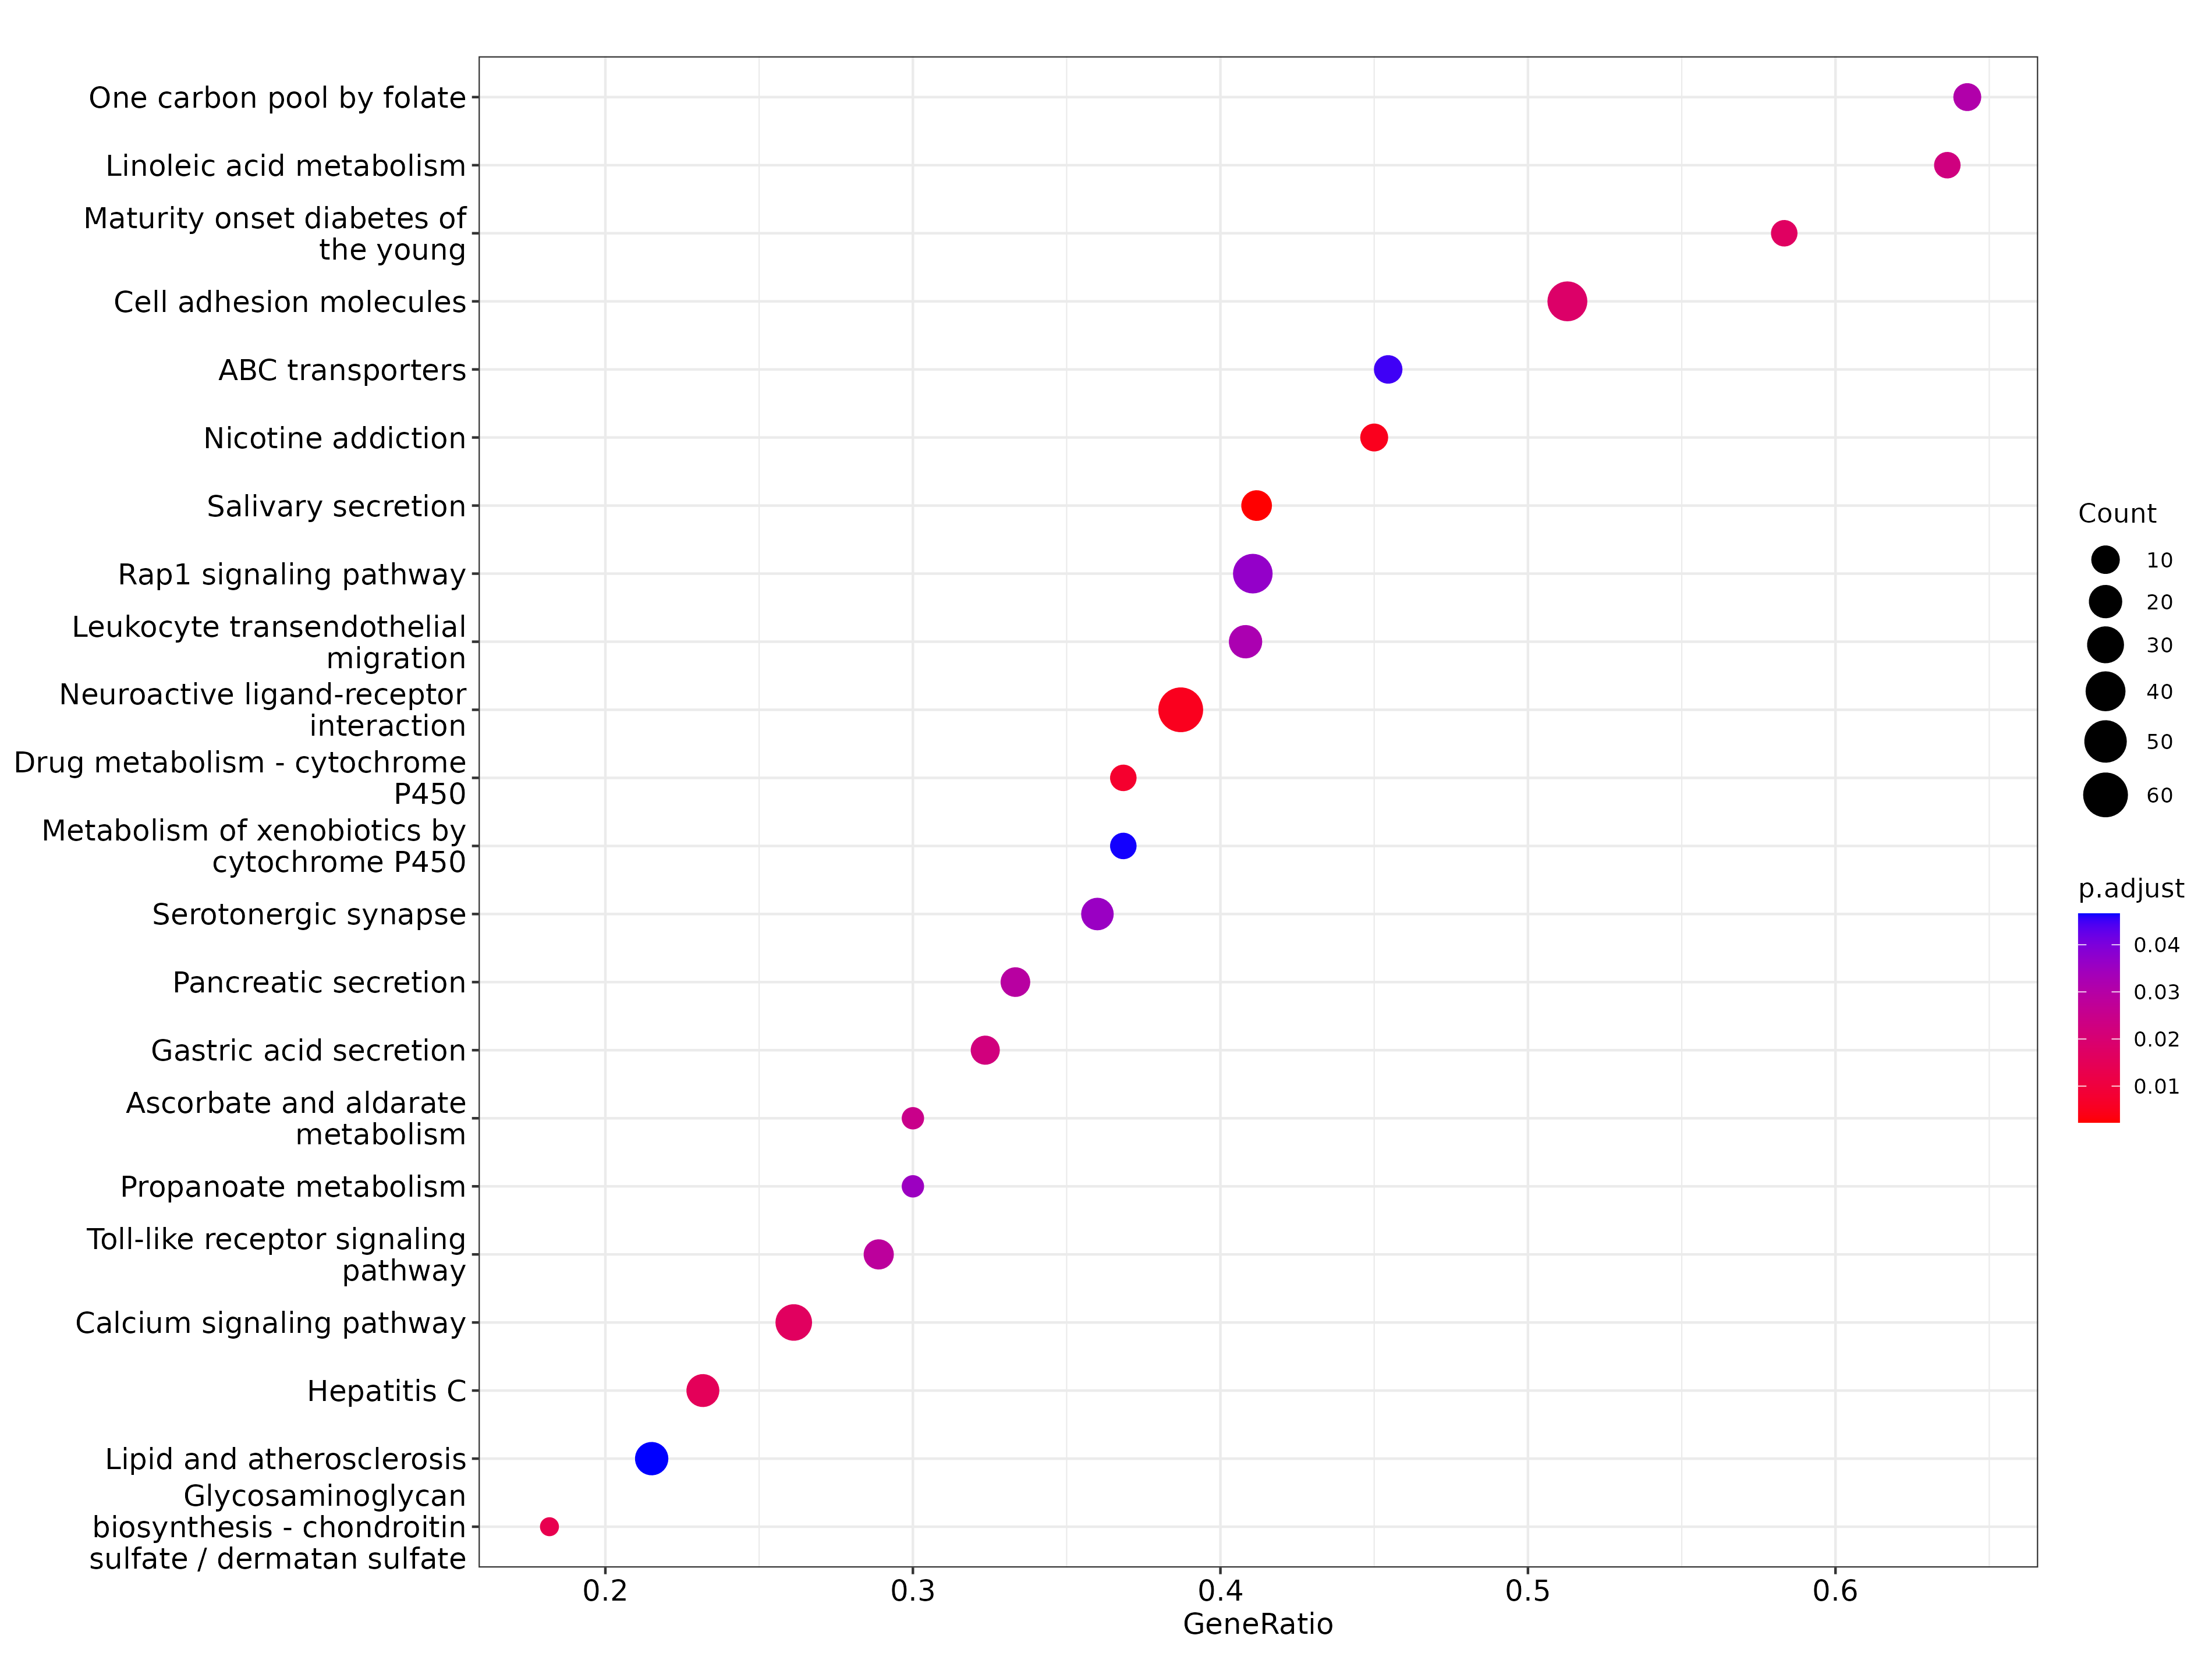 One carbon pool by folate
Linoleic acid metabolism
Maturity onset diabetes of
the young
Cell adhesion molecules
ABC transporters
Nicotine addiction
Salivary secretion
Rap1 signaling pathway
Leukocyte transendothelial
migration
Neuroactive ligand-receptor
interaction
Drug metabolism - cytochrome
P450
Metabolism of xenobiotics by
cytochrome P450
Serotonergic synapse
Pancreatic secretion
Gastric acid secretion
Ascorbate and aldarate
metabolism
Propanoate metabolism
Toll-like receptor signaling
pathway
Calcium signaling pathway
Hepatitis C
Lipid and atherosclerosis
Glycosaminoglycan
biosynthesis - chondroitin
sulfate / dermatan sulfate
0.2 0.3 0.4 0.5 0.6
GeneRatio
Count
10
20
30
40
50
60
p.adjust
0.04
0.03
0.02
0.01